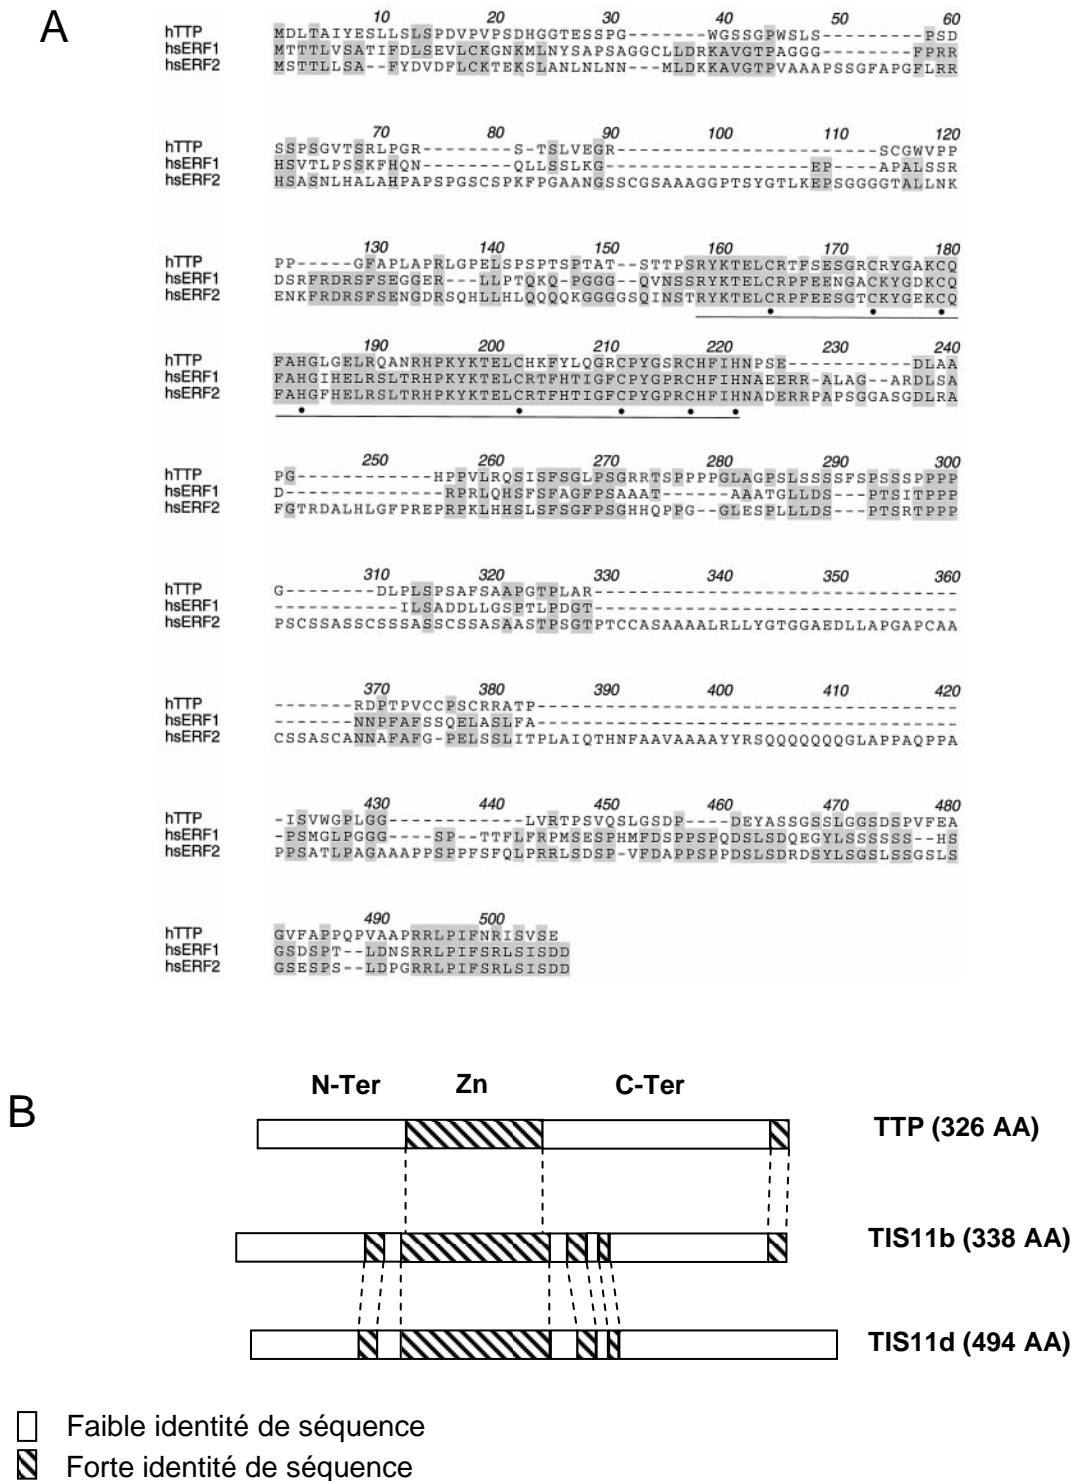 A
10 20 30 40 50 60
hTTP MDLTAIYESLLSLSPDVPVPSDHGGTESSPG-------WGSSGPWSLS---------PSD
hsERF1 MTTTLVSATIFDLSEVLCKGNKMLNYSAPSAGGCLLDRKAVGTPAGGG--------FPRR
hsERF2 MSTTLLSA--FYDVDFLCKTEKSLANLNLNN---MLDKKAVGTPVAAAPSSGFAPGFLRR
70 80 90 100 110 120
hTTP SSPSGVTSRLPGR--------S-TSLVEGR-----------------------SCGWVPP
hsERF1 HSVTLPSSKFHQN--------QLLSSLKG------------------EP----APALSSR
hsERF2 HSASNLHALAHPAPSPGSCSPKFPGAANGSSCGSAAAGGPTSYGTLKEPSGGGGTALLNK
130 140 150 160 170 180
hTTP PP-----GFAPLAPRLGPELSPSPTSPTAT--STTPSRYKTELCRTFSESGRCRYGAKCQ
hsERF1 DSRFRDRSFSEGGER---LLPTQKQ-PGGG--QVNSSRYKTELCRPFEENGACKYGDKCQ
hsERF2 ENKFRDRSFSENGDRSQHLLHLQQQQKGGGGSQINSTRYKTELCRPFEESGTCKYGEKCQ
190 200 210 220 230 240
hTTP FAHGLGELRQANRHPKYKTELCHKFYLQGRCPYGSRCHFIHNPSE-----------DLAA
hsERF1 FAHGIHELRSLTRHPKYKTELCRTFHTIGFCPYGPRCHFIHNAEERR-ALAG--ARDLSA
hsERF2 FAHGFHELRSLTRHPKYKTELCRTFHTIGFCPYGPRCHFIHNADERRPAPSGGASGDLRA
250 260 270 280 290 300
hTTP PG------------HPPVLRQSISFSGLPSGRRTSPPPPGLAGPSLSSSSFSPSSSPPPP
hsERF1 D--------------RPRLQHSFSFAGFPSAAAT------AAATGLLDS---PTSITPPP
hsERF2 FGTRDALHLGFPREPRPKLHHSLSFSGFPSGHHQPPG--GLESPLLLDS---PTSRTPPP
310 320 330 340 350 360
hTTP G--------DLPLSPSAFSAAPGTPLAR--------------------------------
hsERF1 -----------ILSADDLLGSPTLPDGT--------------------------------
hsERF2 PSCSSASSCSSSASSCSSASAASTPSGTPTCCASAAAALRLLYGTGGAEDLLAPGAPCAA
370 380 390 400 410 420
hTTP -------RDPTPVCCPSCRRATP-------------------------------------
hsERF1 -------NNPFAFSSQELASLFA-------------------------------------
hsERF2 CSSASCANNAFAFG-PELSSLITPLAIQTHNFAAVAAAAYYRSQQQQQQQGLAPPAQPPA
430 440 450 460 470 480
hTTP -ISVWGPLGG------------LVRTPSVQSLGSDP----DEYASSGSSLGGSDSPVFEA
hsERF1 -PSMGLPGGG----SP--TTFLFRPMSESPHMFDSPPSPQDSLSDQEGYLSSSSSS--HS
hsERF2 PPSATLPAGAAAPPSPPFSFQLPRRLSDSP-VFDAPPSPPDSLSDRDSYLSGSLSSGSLS
490 500
hTTP GVFAPPQPVAAPRRLPIFNRISVSE
hsERF1 GSDSPT--LDNSRRLPIFSRLSISDD
hsERF2 GSESPS--LDPGRRLPIFSRLSISDD
B
N-Ter Zn C-Ter
TTP (326 AA)
TIS11b (338 AA)
TIS11d (494 AA)
Faible identité de séquence
Forte identité de séquence